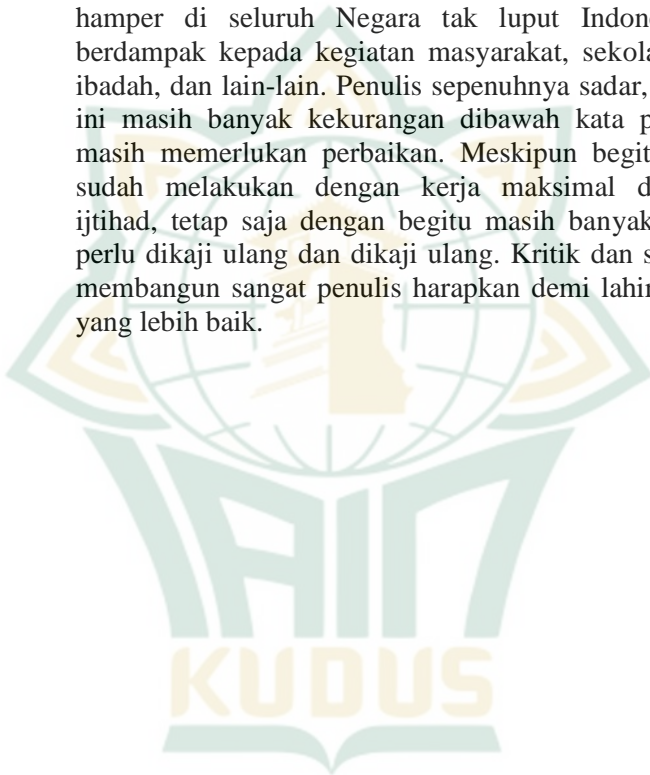 hamper di seluruh Negara tak luput Indon
berdampak kepada kegiatan masyarakat, sekola
ibadah, dan lain-lain. Penulis sepenuhnya sadar,
ini masih banyak kekurangan dibawah kata p
masih memerlukan perbaikan. Meskipun begit
sudah melakukan dengan kerja maksimal d
ijtihad, tetap saja dengan begitu masih banyak
perlu dikaji ulang dan dikaji ulang. Kritik dan s
membangun sangat penulis harapkan demi lahir
yang lebih baik.
IAIN
KUDUS